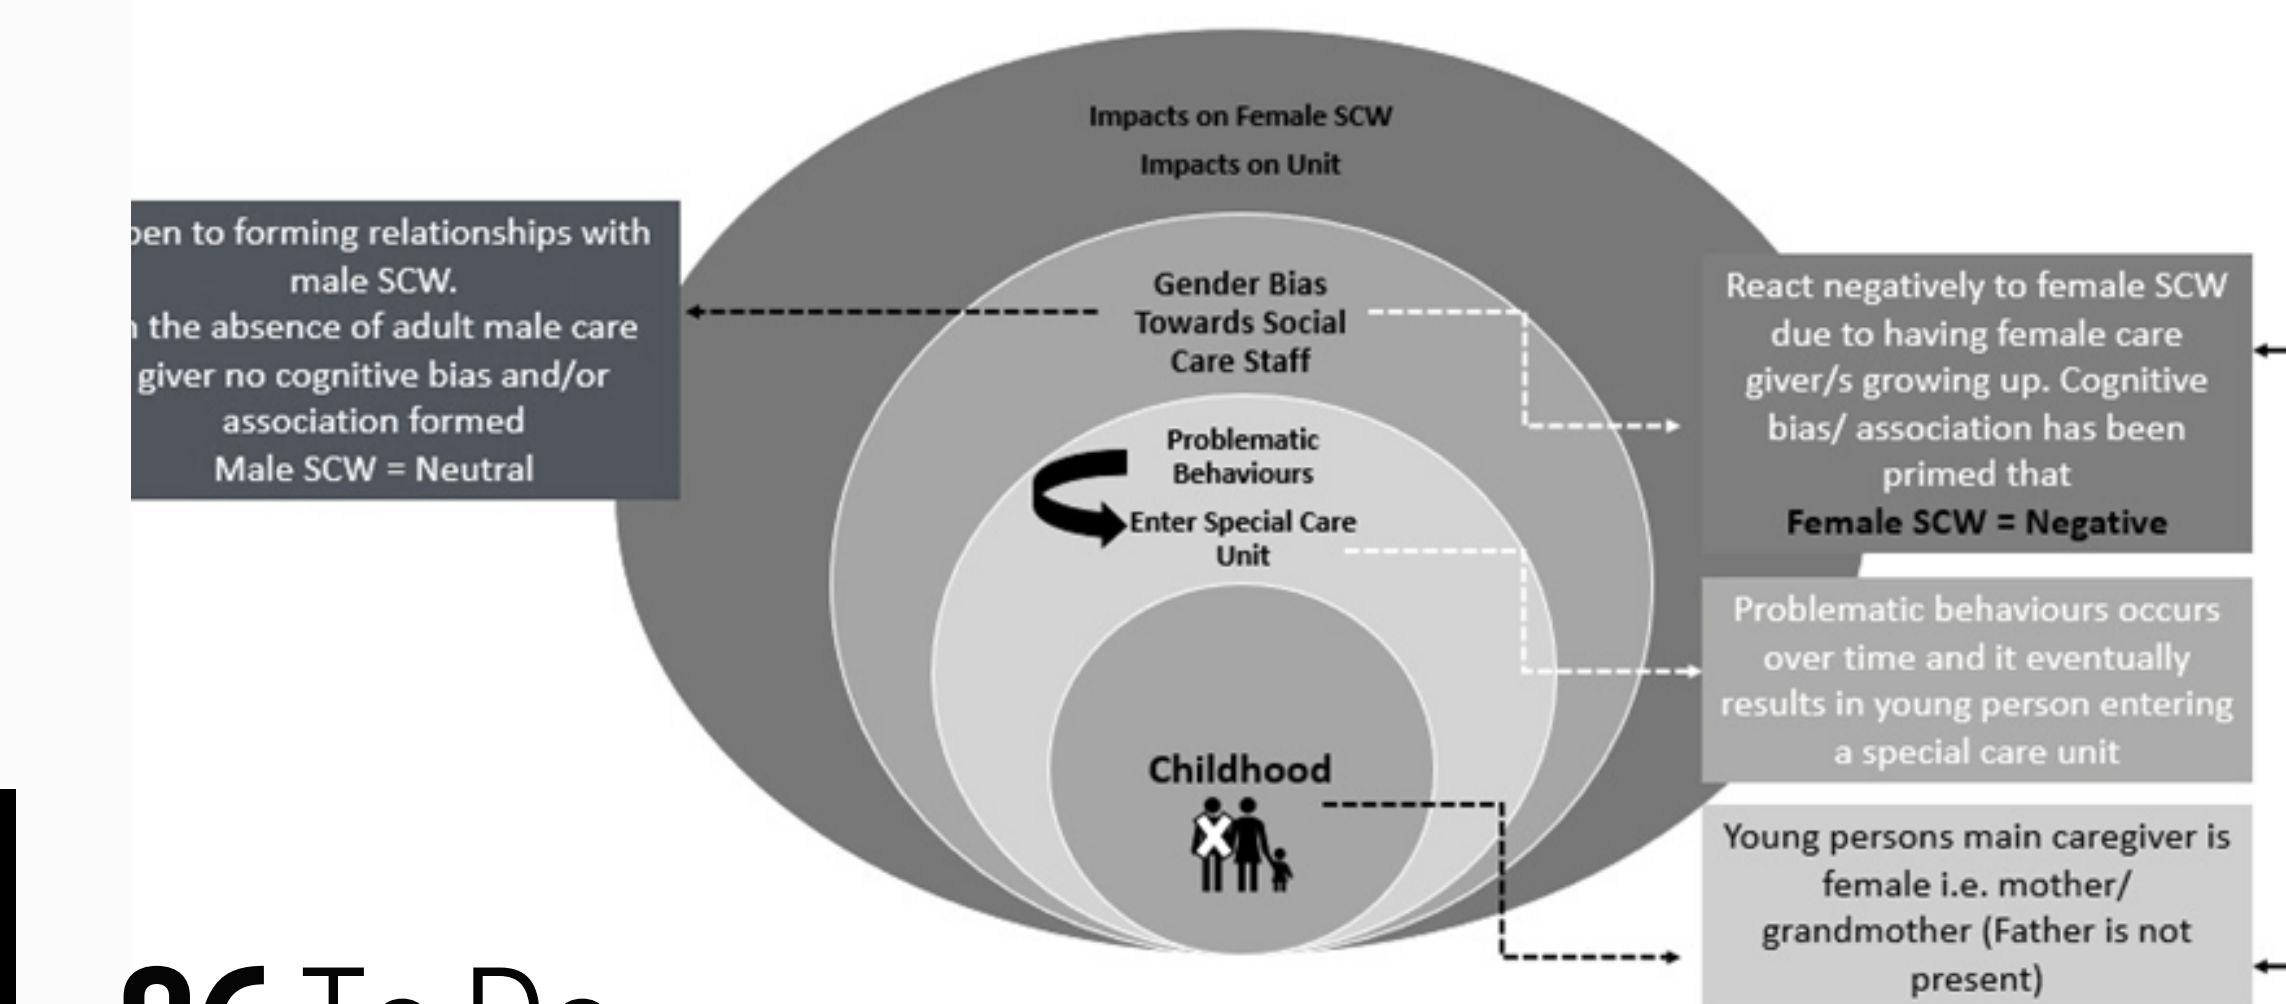 Impacts on Female SCW
Impacts on Unit
to forming relationships with
male SCW.
the absence of adult male care
giver no cognitive bias and/or
association formed
Male SCW = Neutral
Gender Bias
Towards Social
Care Staff
Problematic
Behaviours
Enter Special Care
Unit
Childhood
React negatively to female SCW
due to having female care
giver/s growing up. Cognitive
bias/ association has been
primed that
Female SCW = Negative
Problematic behaviours occurs
over time and it eventually
results in young person entering
a special care unit
Young persons main caregiver is
female i.e. mother/
grandmother (Father is not
present)